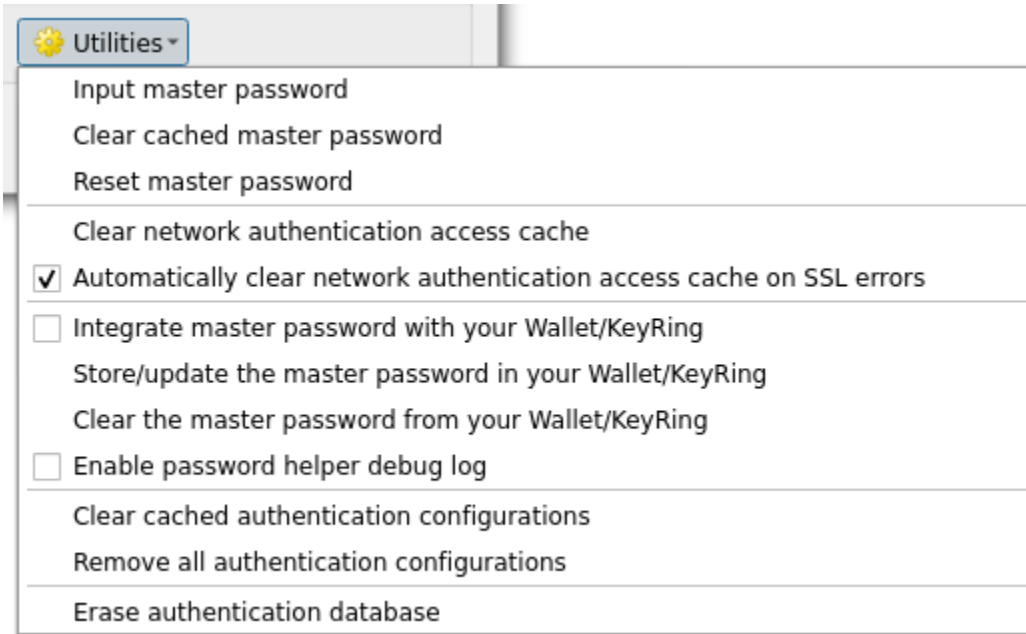 Utilities
Input master password
Clear cached master password
Reset master password
Clear network authentication access cache
Automatically clear network authentication access cache on SSL errors
Integrate master password with your Wallet/KeyRing
Store/update the master password in your Wallet/KeyRing
Clear the master password from your Wallet/KeyRing
Enable password helper debug log
Clear cached authentication configurations
Remove all authentication configurations
Erase authentication database